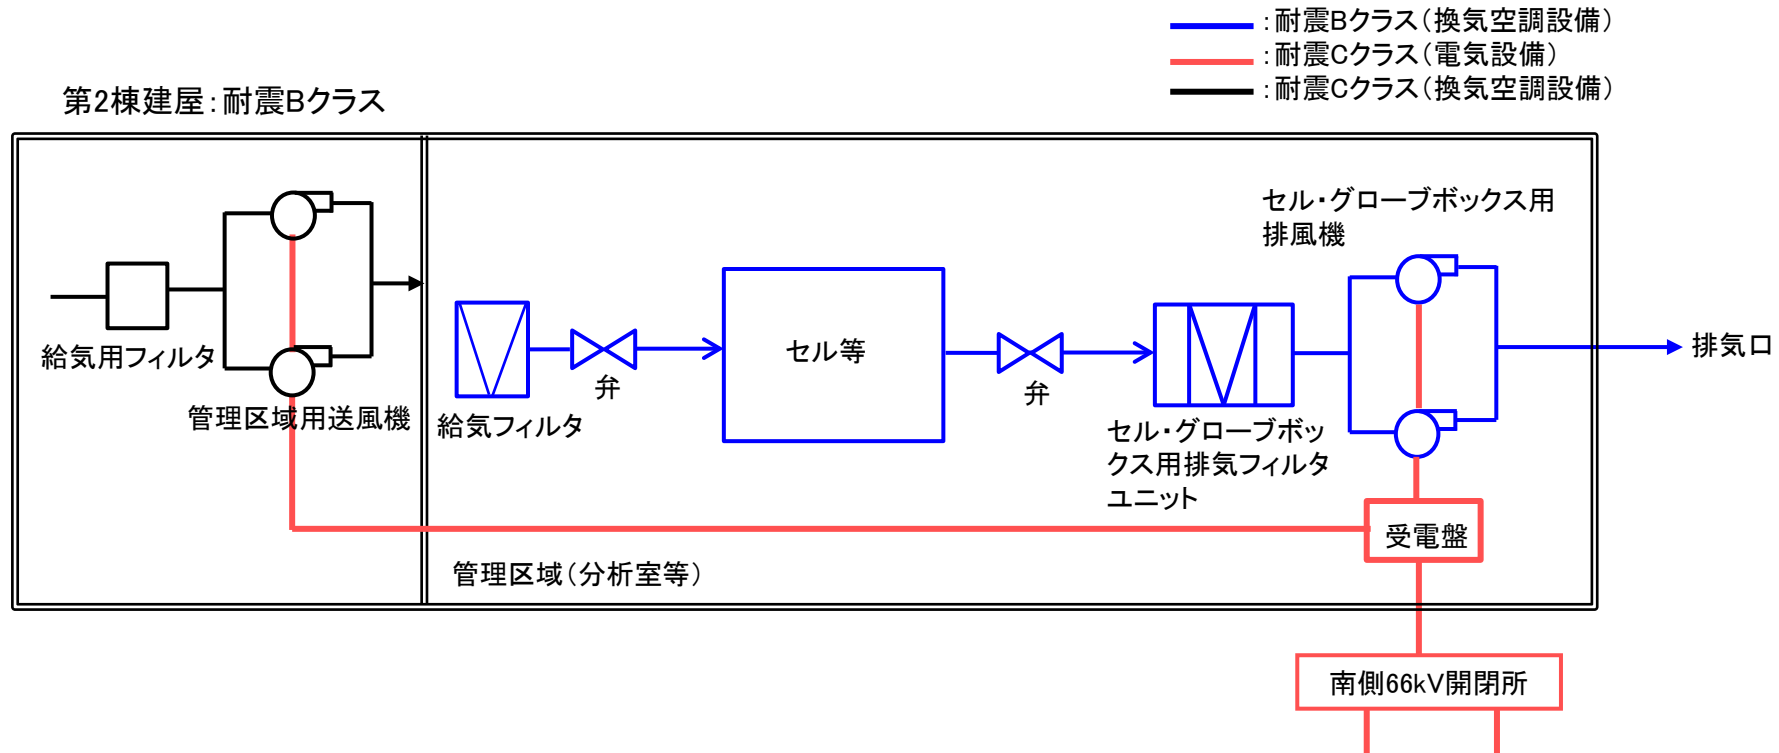 ：耐震Bクラス（換気空調設備）
：耐震Cクラス（電気設備）
：耐震Cクラス（換気空調設備）
第2棟建屋：耐震Bクラス
セル・グローブボックス用
排風機
排気口
セル等
給気用フィルタ
弁
弁
管理区域用送風機
給気フィルタ
セル・グローブボッ
クス用排気フィルタ
ユニット
受電盤
管理区域（分析室等）
南側66kV開閉所